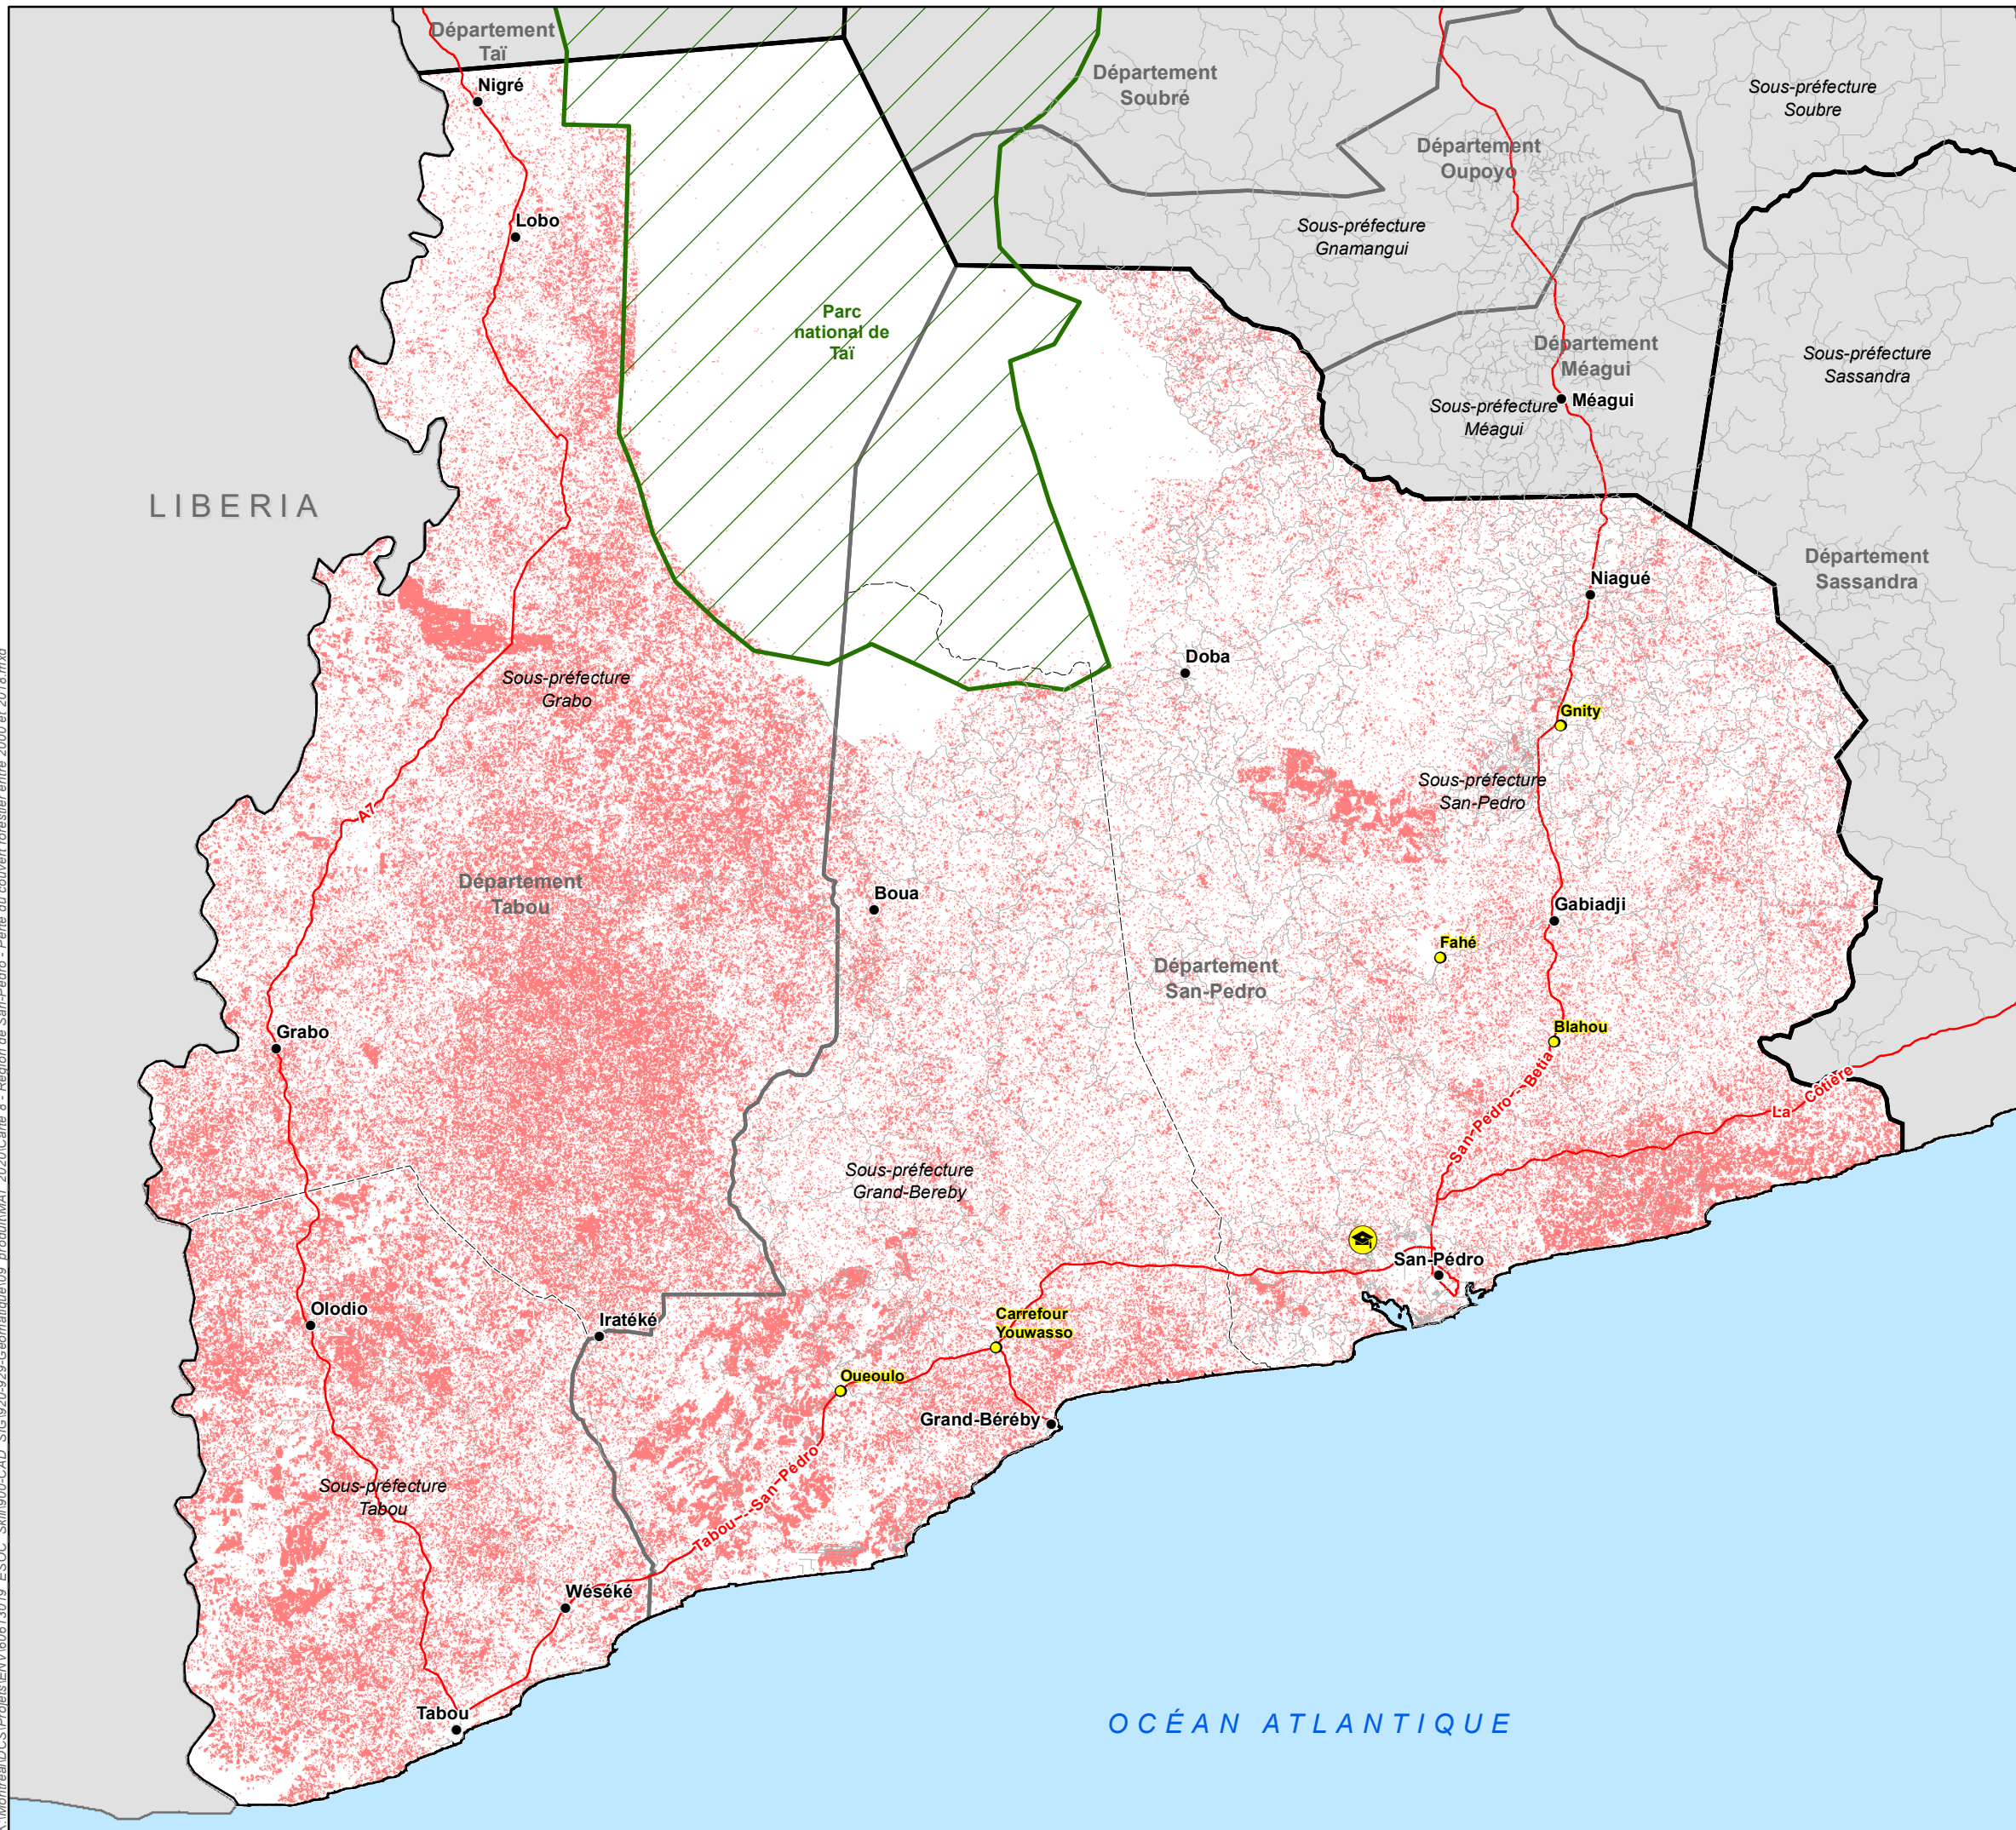 Département
Taï
Nigré
Département
Soubré
Sous-préfecture
Soubre
Département
Oupoyo
Lobo
Sous-préfecture
Gnamangui
Parc
national de
Taï
Département
Méagui
Sous-préfecture
Sassandra
Sous-préfecture
Méagui
Méagui
LIBERIA
Département
Sassandra
Niagué
Doba
Sous-préfecture
Grabo
Gnity
Sous-préfecture
San-Pedro
A7
Département
Tabou
Boua
Gabiadji
Fahé
Département
San-Pedro
Blahou
Grabo
La Côtière
San-Pedro--Betia
Sous-préfecture
Grand-Bereby
San-Pédro
Olodio
Iratéké
Carrefour
Youwasso
Oueoulo
Grand-Béréby
Sous-préfecture
Tabou
Tabou--San-Pédro
Wéséké
Tabou
OCÉAN ATLANTIQUE